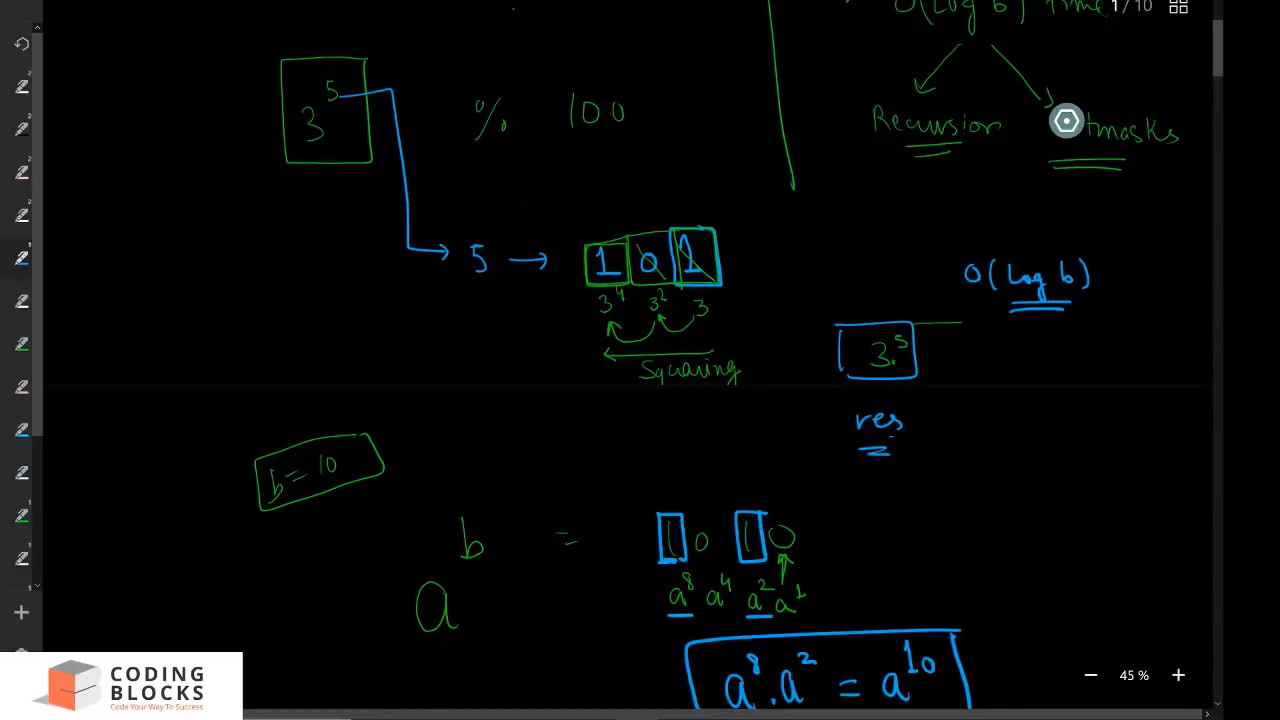 O(Log b) Time
1/10
3^5 % 100
Recursion
tmasks
5 → 1 0 1
3^4 3^2 3
Squaring
O(Log b)
3^5
res
b = 10
a^b = 1 0 1 0
a^8 a^4 a^2 a^1
a^8 . a^2 = a^10
CODING
BLOCKS
Code Your Way To Success
45 %